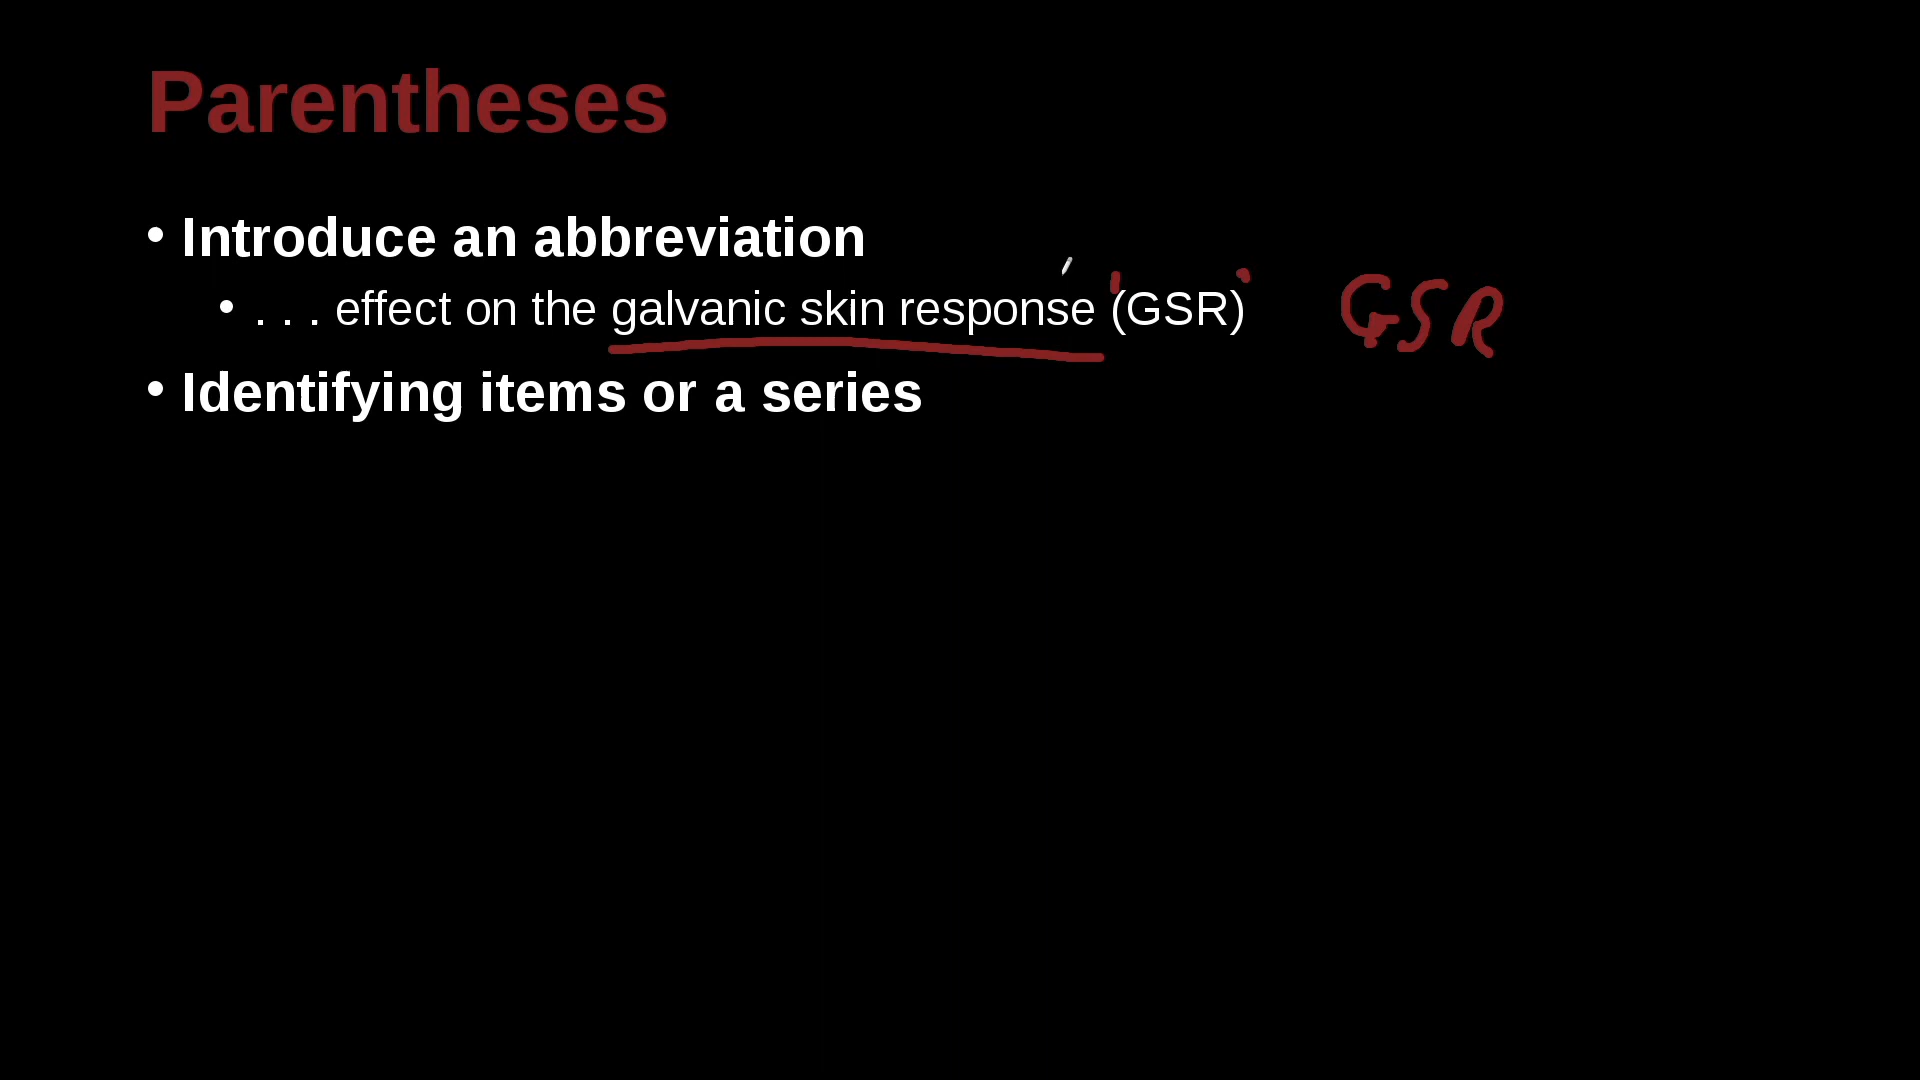 Parentheses
• Introduce an abbreviation
• . . . effect on the galvanic skin response (GSR) GSR
• Identifying items or a series